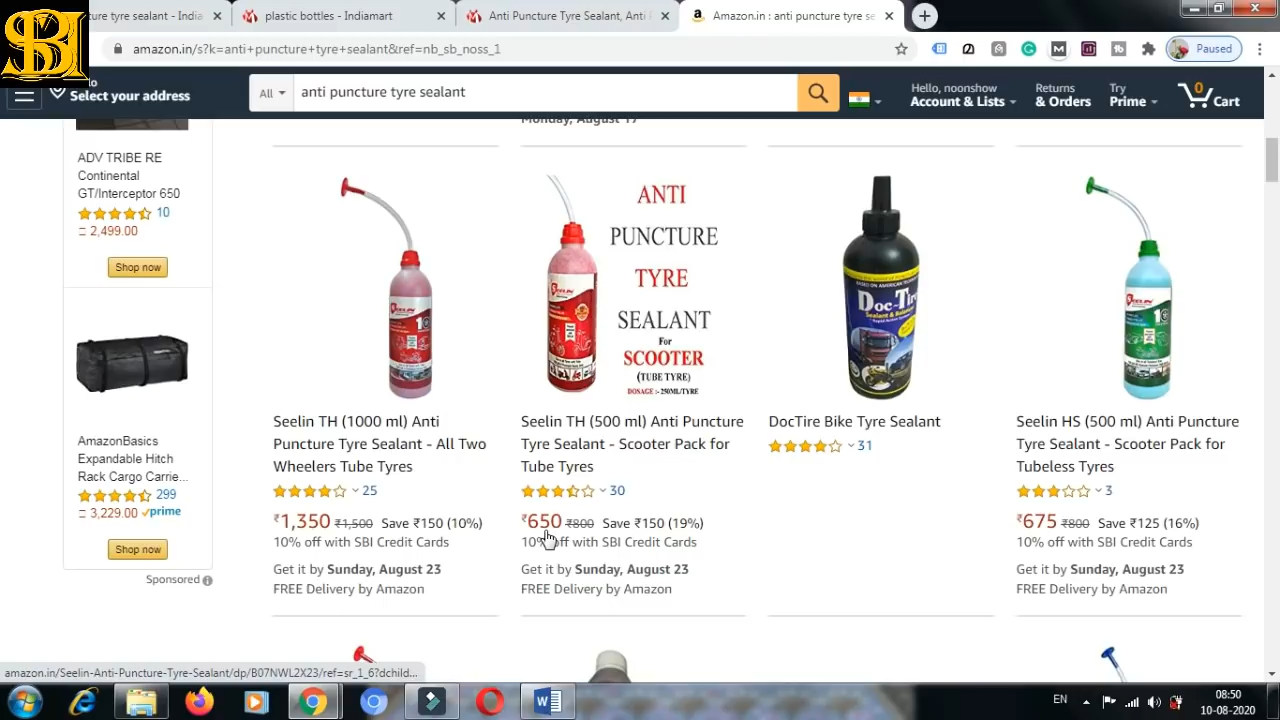 ture tyre sealant - Indiama
plastic bottles - Indiamart
Anti Puncture Tyre Sealant, Anti P
Amazon.in : anti puncture tyre se
SBI
amazon.in/s?k=anti+puncture+tyre+sealant&ref=nb_sb_noss_1
Paused
Select your address
All
anti puncture tyre sealant
Hello, noonshow
Account & Lists
Returns
& Orders
Try
Prime
0
Cart
ADV TRIBE RE
Continental
GT/Interceptor 650
10
2,499.00
Shop now
AmazonBasics
Expandable Hitch
Rack Cargo Carrie...
299
3,229.00 prime
Shop now
Sponsored
Monday, August 17
Seelin TH (1000 ml) Anti
Puncture Tyre Sealant - All Two
Wheelers Tube Tyres
25
₹1,350 ₹1,500 Save ₹150 (10%)
10% off with SBI Credit Cards
Get it by Sunday, August 23
FREE Delivery by Amazon
ANTI
PUNCTURE
TYRE
SEALANT
For
SCOOTER
(TUBE TYRE)
DOSAGE :- 250ML/TYRE
Seelin TH (500 ml) Anti Puncture
Tyre Sealant - Scooter Pack for
Tube Tyres
30
₹650 ₹800 Save ₹150 (19%)
10% off with SBI Credit Cards
Get it by Sunday, August 23
FREE Delivery by Amazon
Doc-Tire
DocTire Bike Tyre Sealant
31
Seelin HS (500 ml) Anti Puncture
Tyre Sealant - Scooter Pack for
Tubeless Tyres
3
₹675 ₹800 Save ₹125 (16%)
10% off with SBI Credit Cards
Get it by Sunday, August 23
FREE Delivery by Amazon
amazon.in/Seelin-Anti-Puncture-Tyre-Sealant/dp/B07NWL2X23/ref=sr_1_6?dchild...
EN
08:50
10-08-2020